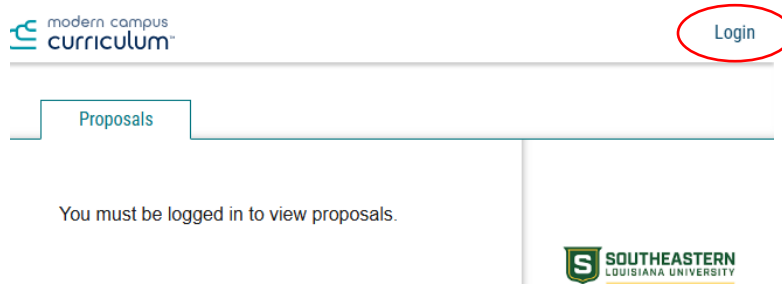 modern campus
curriculum™
Login
Proposals
You must be logged in to view proposals.
S SOUTHEASTERN
LOUISIANA UNIVERSITY